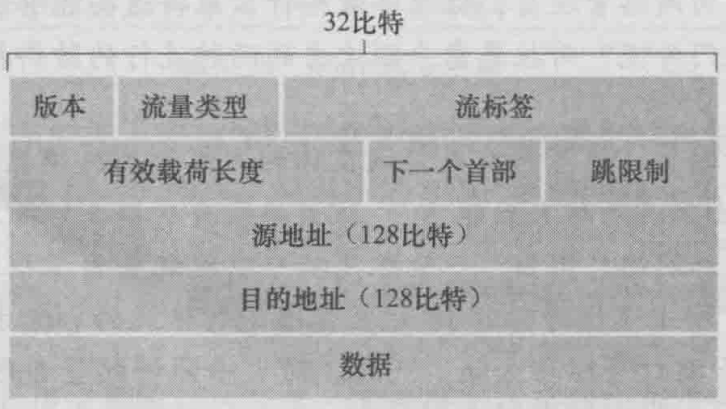 32比特
版本 流量类型 流标签
有效载荷长度 下一个首部 跳限制
源地址（128比特）
目的地址（128比特）
数据